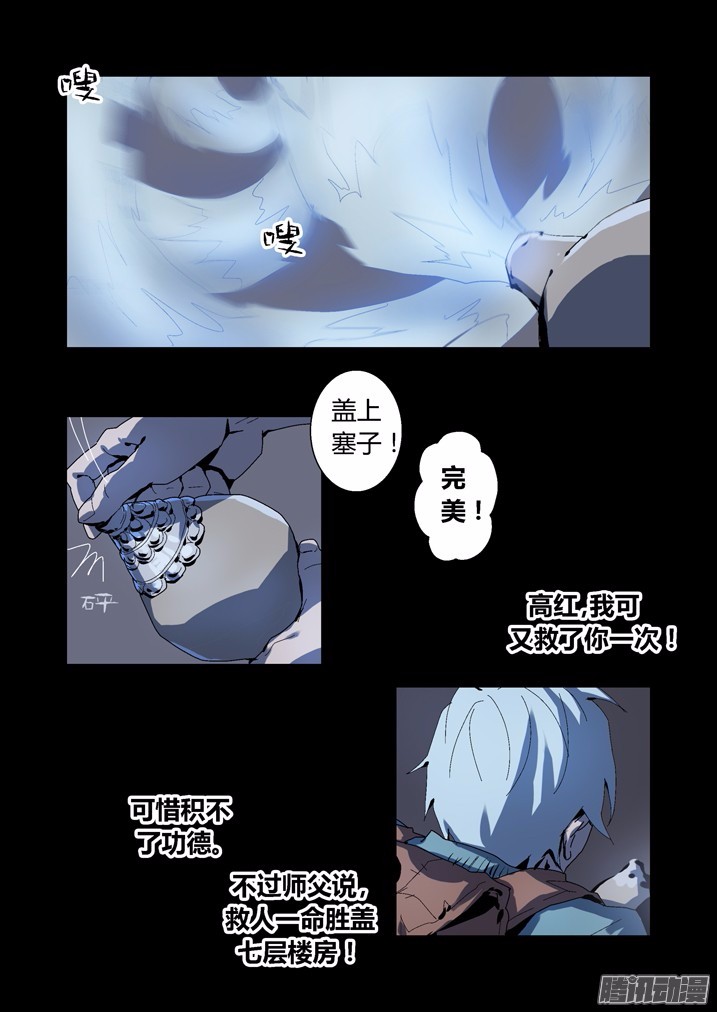 嗖
嗖
盖上
塞子！
完
美！
砰
高红,我可
又救了你一次！
可惜积不
了功德。
不过师父说,
救人一命胜盖
七层楼房！
腾讯动漫